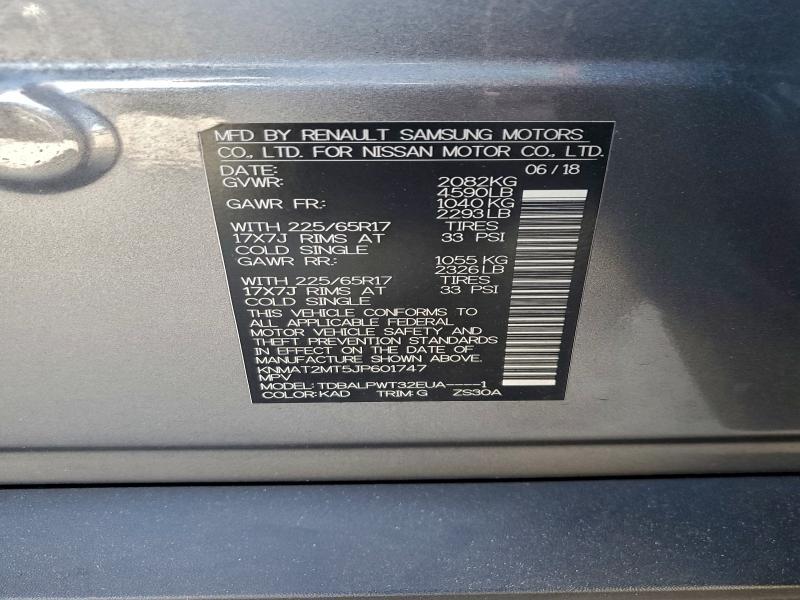 MFD BY RENAULT SAMSUNG MOTORS
CO., LTD. FOR NISSAN MOTOR CO., LTD.
DATE: 06/18
GVWR: 2082KG
4590LB
GAWR FR: 1040KG
2293LB
WITH 225/65R17 TIRES
17X7J RIMS AT 33 PSI
COLD SINGLE
GAWR RR: 1055 KG
2326LB
WITH 225/65R17 TIRES
17X7J RIMS AT 33 PSI
COLD SINGLE
THIS VEHICLE CONFORMS TO
ALL APPLICABLE FEDERAL
MOTOR VEHICLE SAFETY AND
THEFT PREVENTION STANDARDS
IN EFFECT ON THE DATE OF
MANUFACTURE SHOWN ABOVE.
KNMAT2MT5JP601747
MPV
MODEL: TDBALPWT32EUA-----1
COLOR:KAD TRIM:G ZS30A